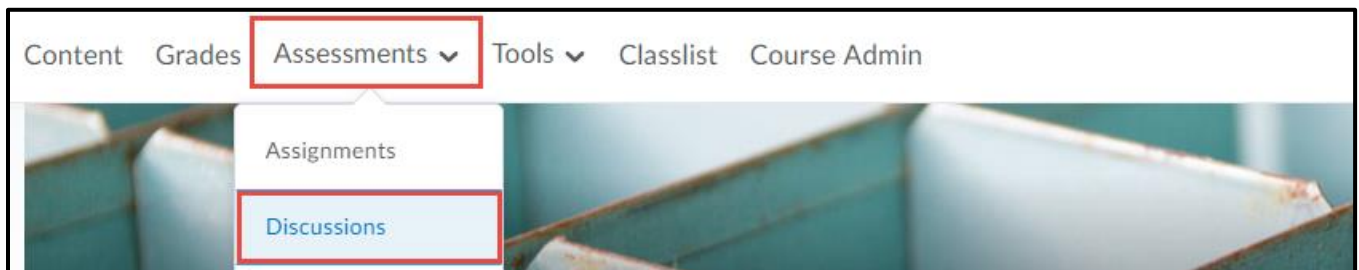 Content Grades Assessments Tools Classlist Course Admin
Assignments
Discussions